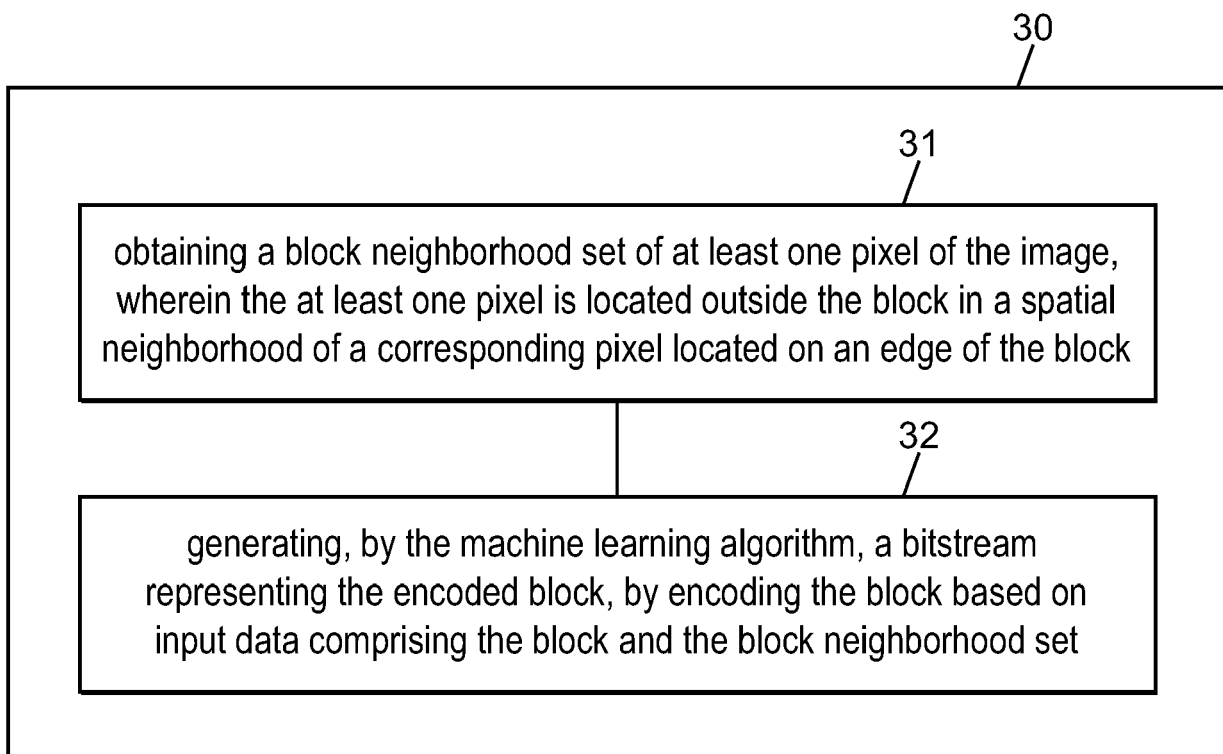 30
31
obtaining a block neighborhood set of at least one pixel of the image,
wherein the at least one pixel is located outside the block in a spatial
neighborhood of a corresponding pixel located on an edge of the block
32
generating, by the machine learning algorithm, a bitstream
representing the encoded block, by encoding the block based on
input data comprising the block and the block neighborhood set